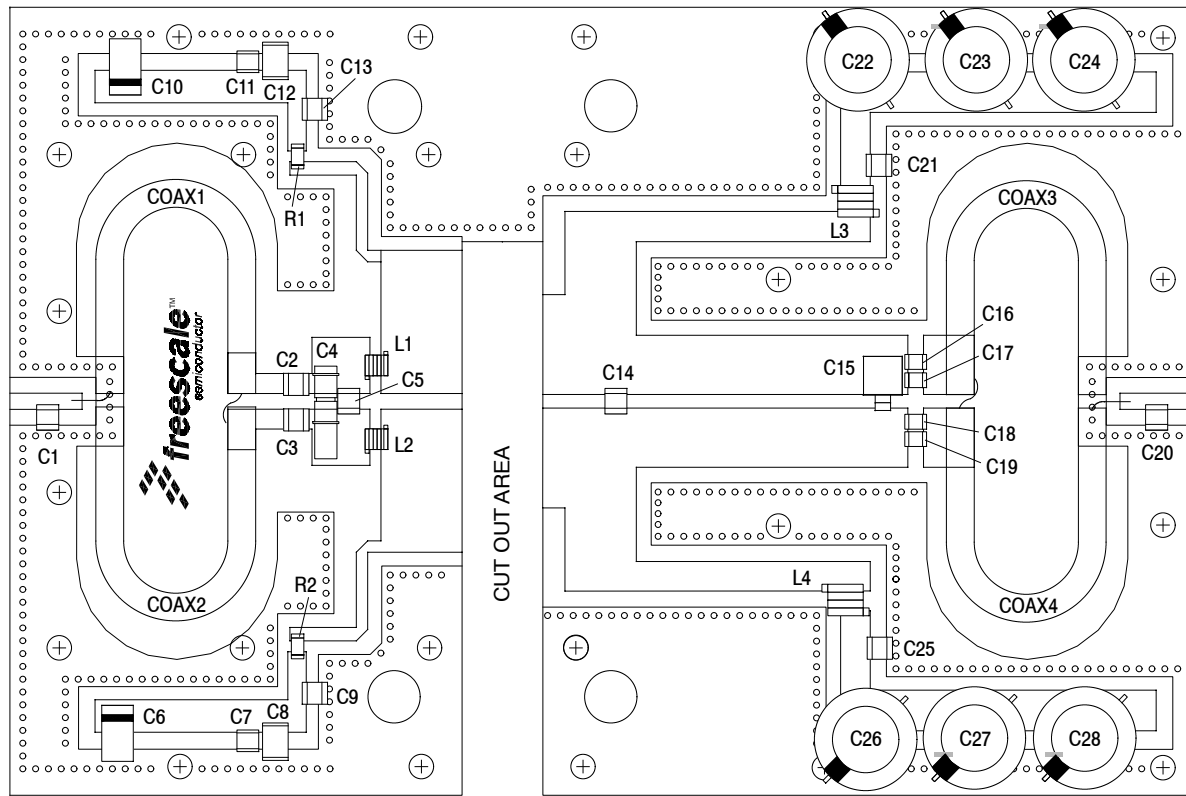 C22
C23
C24
C10
C11
C12
C13
C21
R1
COAX1
L3
COAX3
freescale™
semiconductor
C2
C4
L1
C5
C14
C15
C16
C17
C1
C3
L2
C18
C19
C20
CUT OUT AREA
R2
L4
COAX2
COAX4
C25
C9
C6
C7
C8
C26
C27
C28